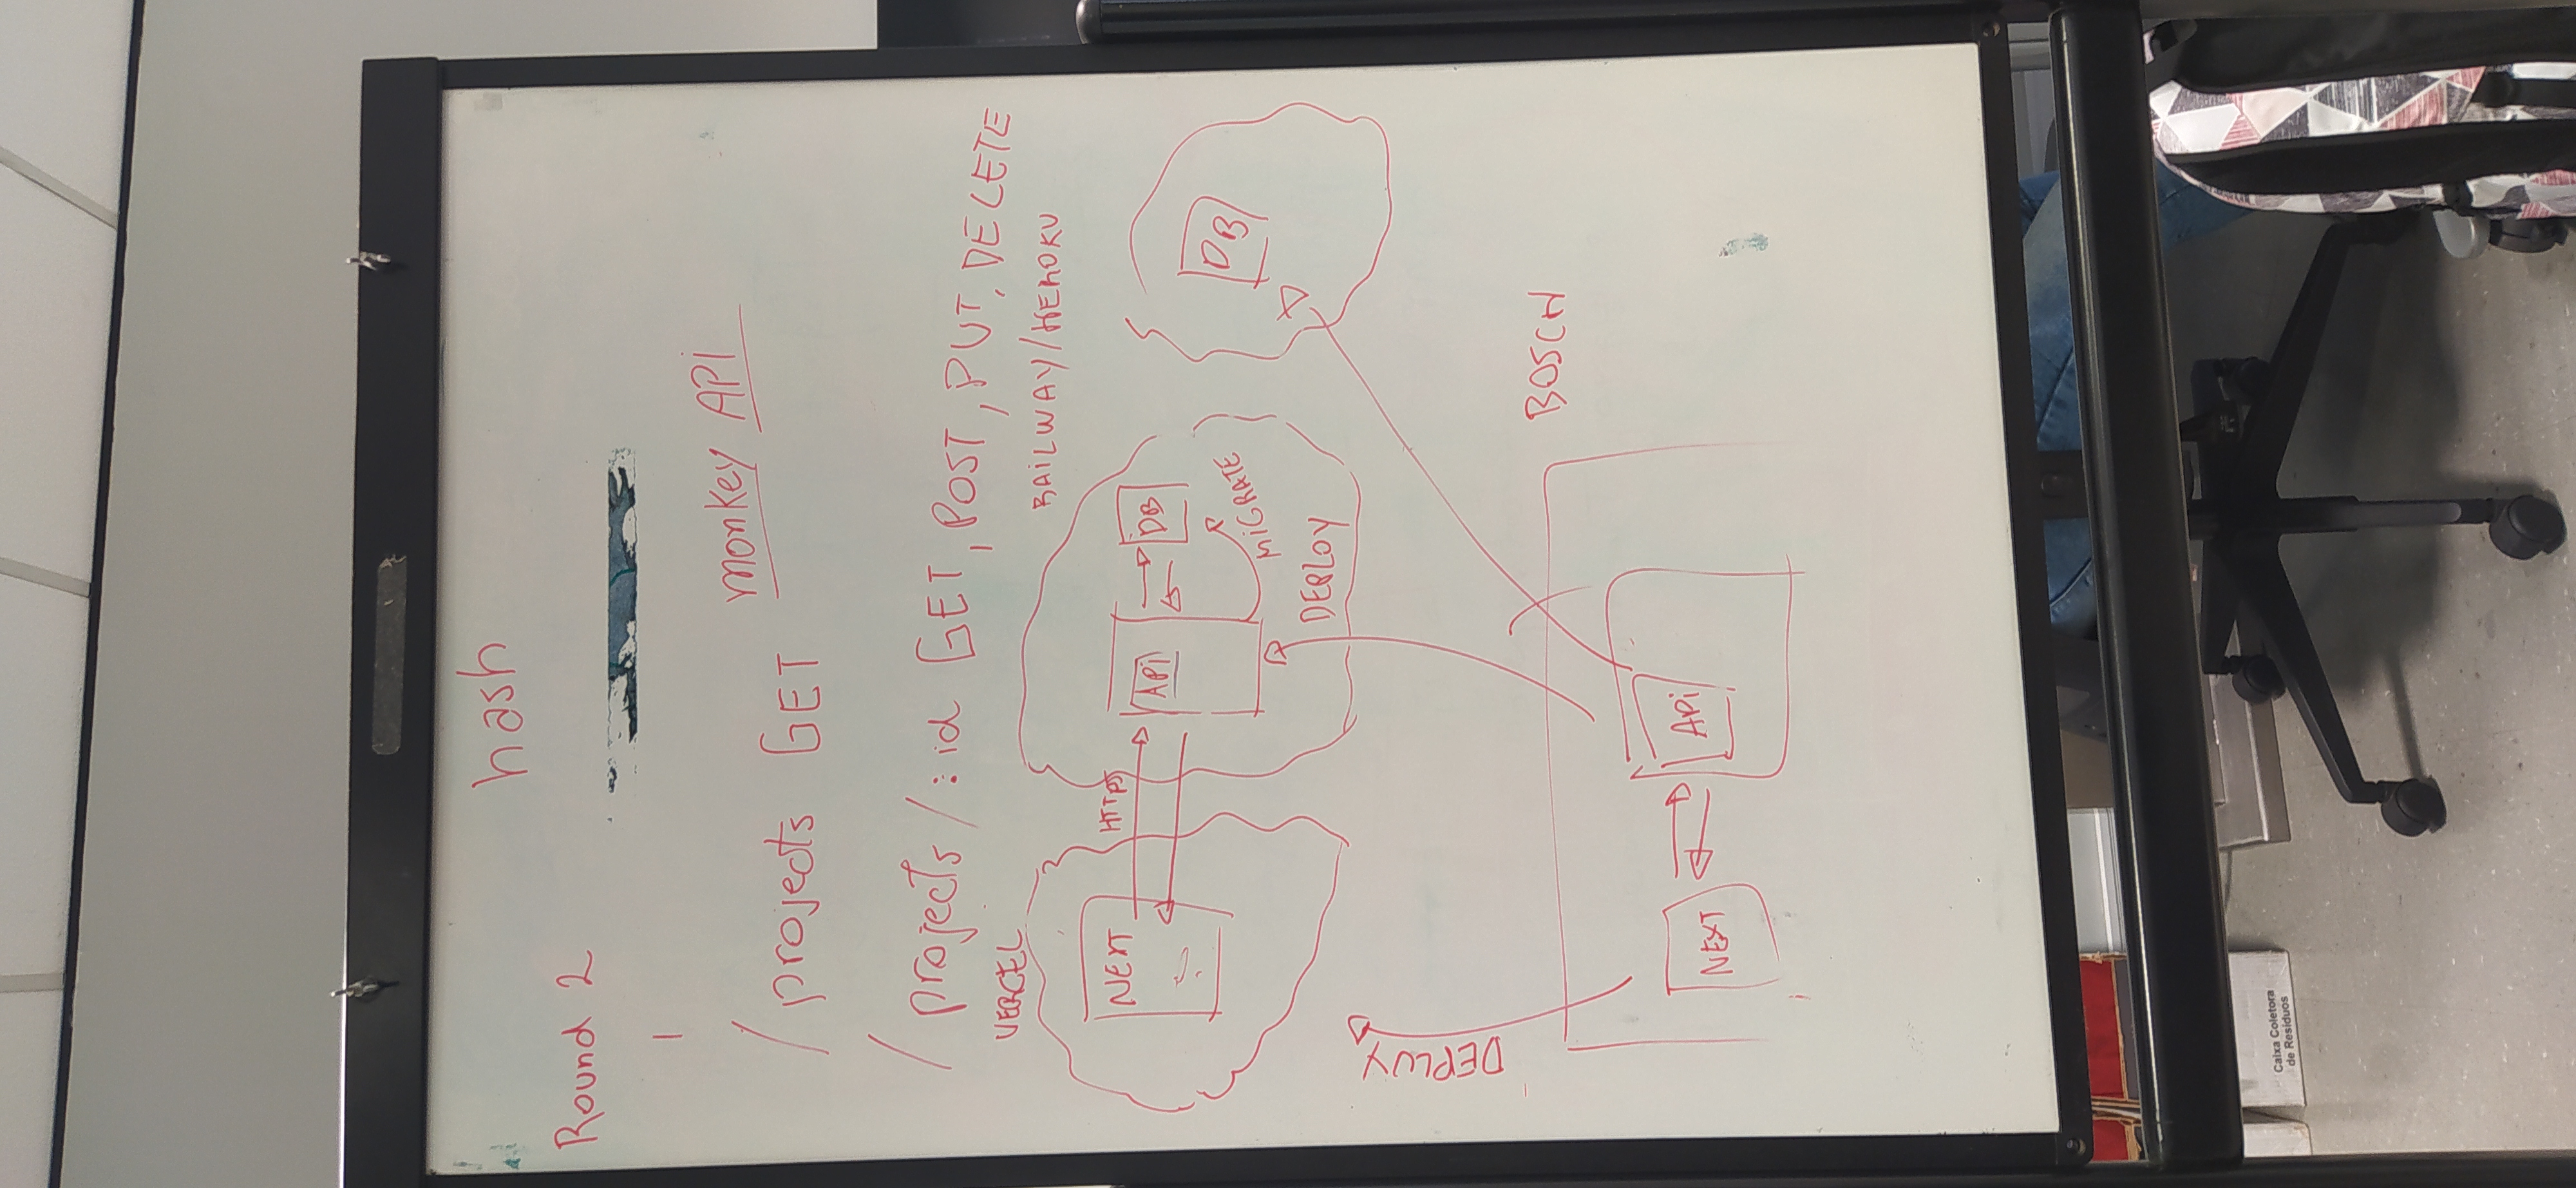 hash
Round 2
monkey API
/projects GET
/projects/:id GET, POST, PUT, DELETE
VERCEL
RAILWAY/HEROKU
NEXT
HTTPS
API
DB
DB
MIGRATE
DEPLOY
DEPLOY
BOSCH
NEXT
API
Caixa Coletora
de Resíduos